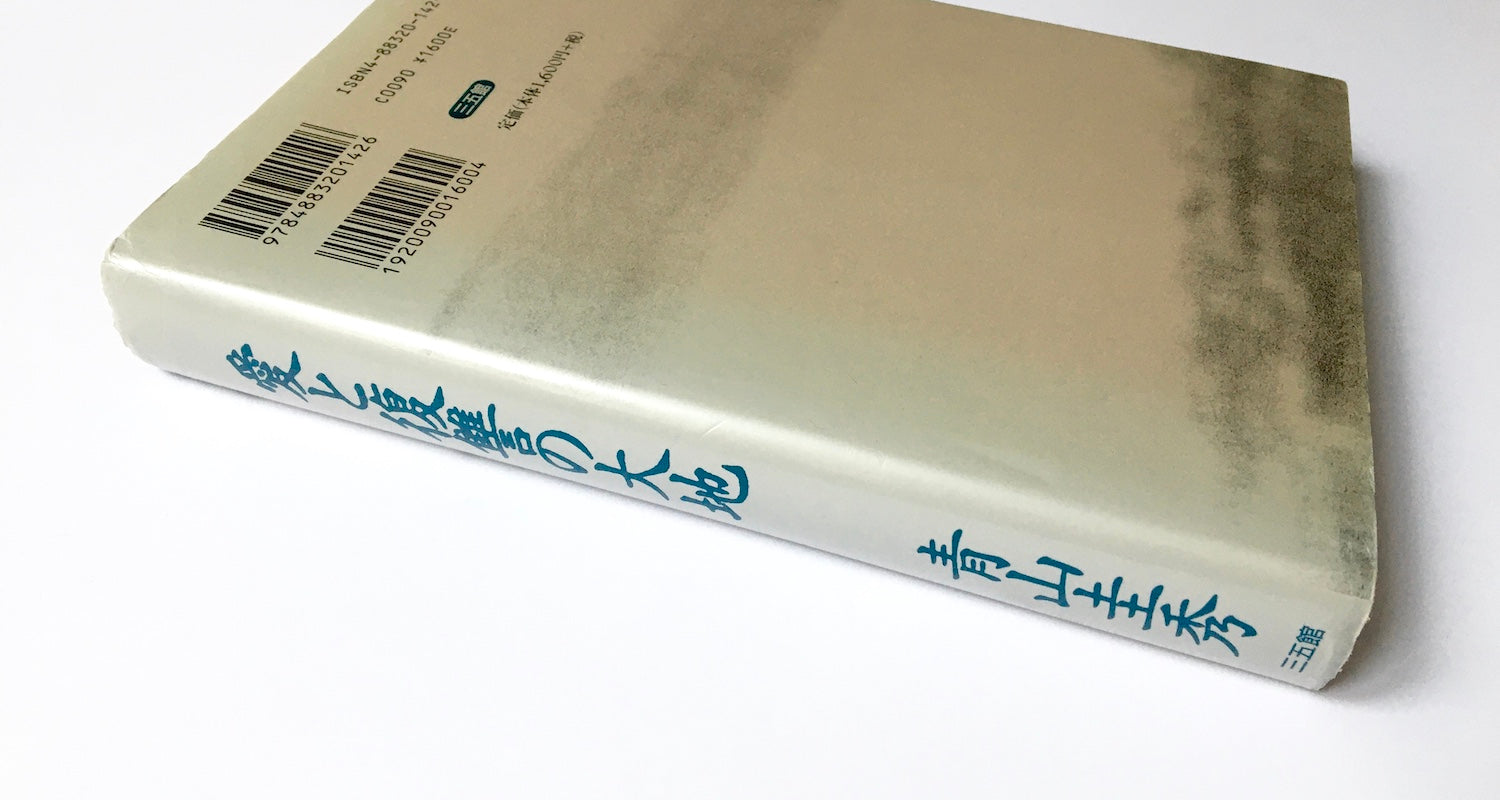 ISBN4-88320-142
C0090 ¥1600E
三五館
定価(本体1,600円+税)
9784883201426
1920090016004
愛と復讐の大地
青山圭秀
三五館